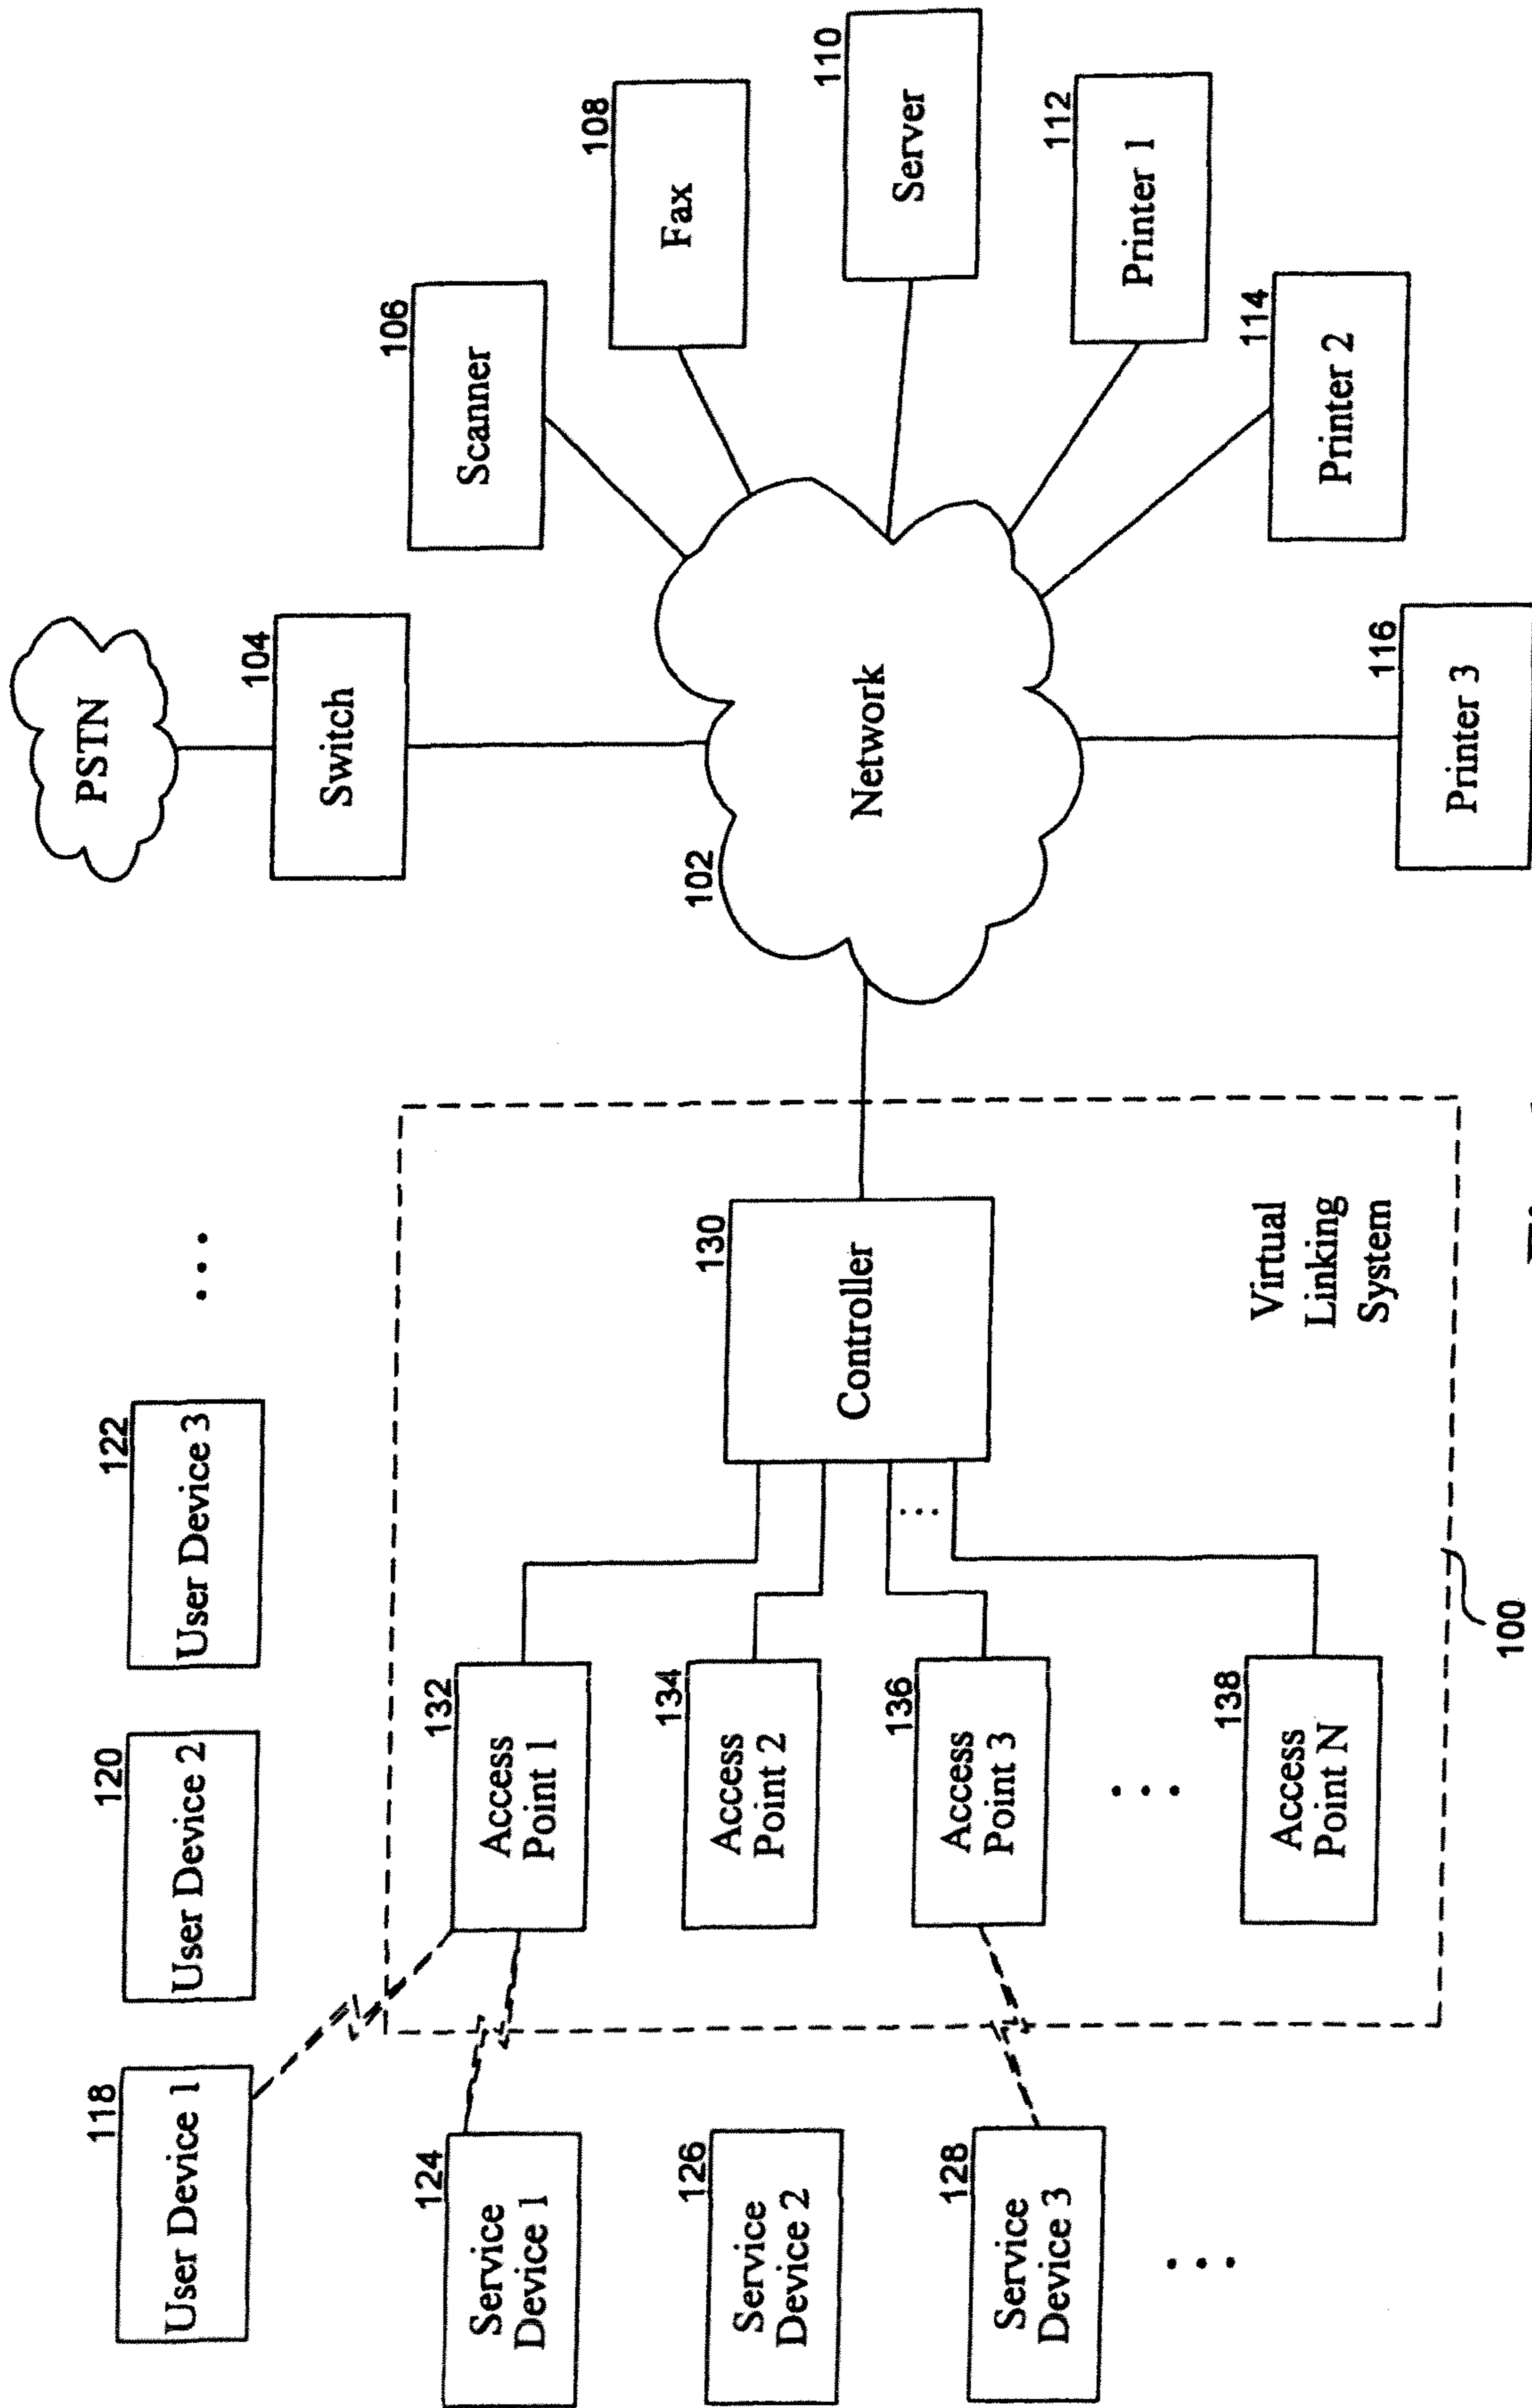 118
User Device 1
120
User Device 2
122
User Device 3
...
PSTN
104
Switch
106
Scanner
108
Fax
110
Server
112
Printer 1
114
Printer 2
116
Printer 3
102
Network
124
Service
Device 1
126
Service
Device 2
128
Service
Device 3
...
132
Access
Point 1
134
Access
Point 2
136
Access
Point 3
...
138
Access
Point N
130
Controller
...
Virtual
Linking
System
100